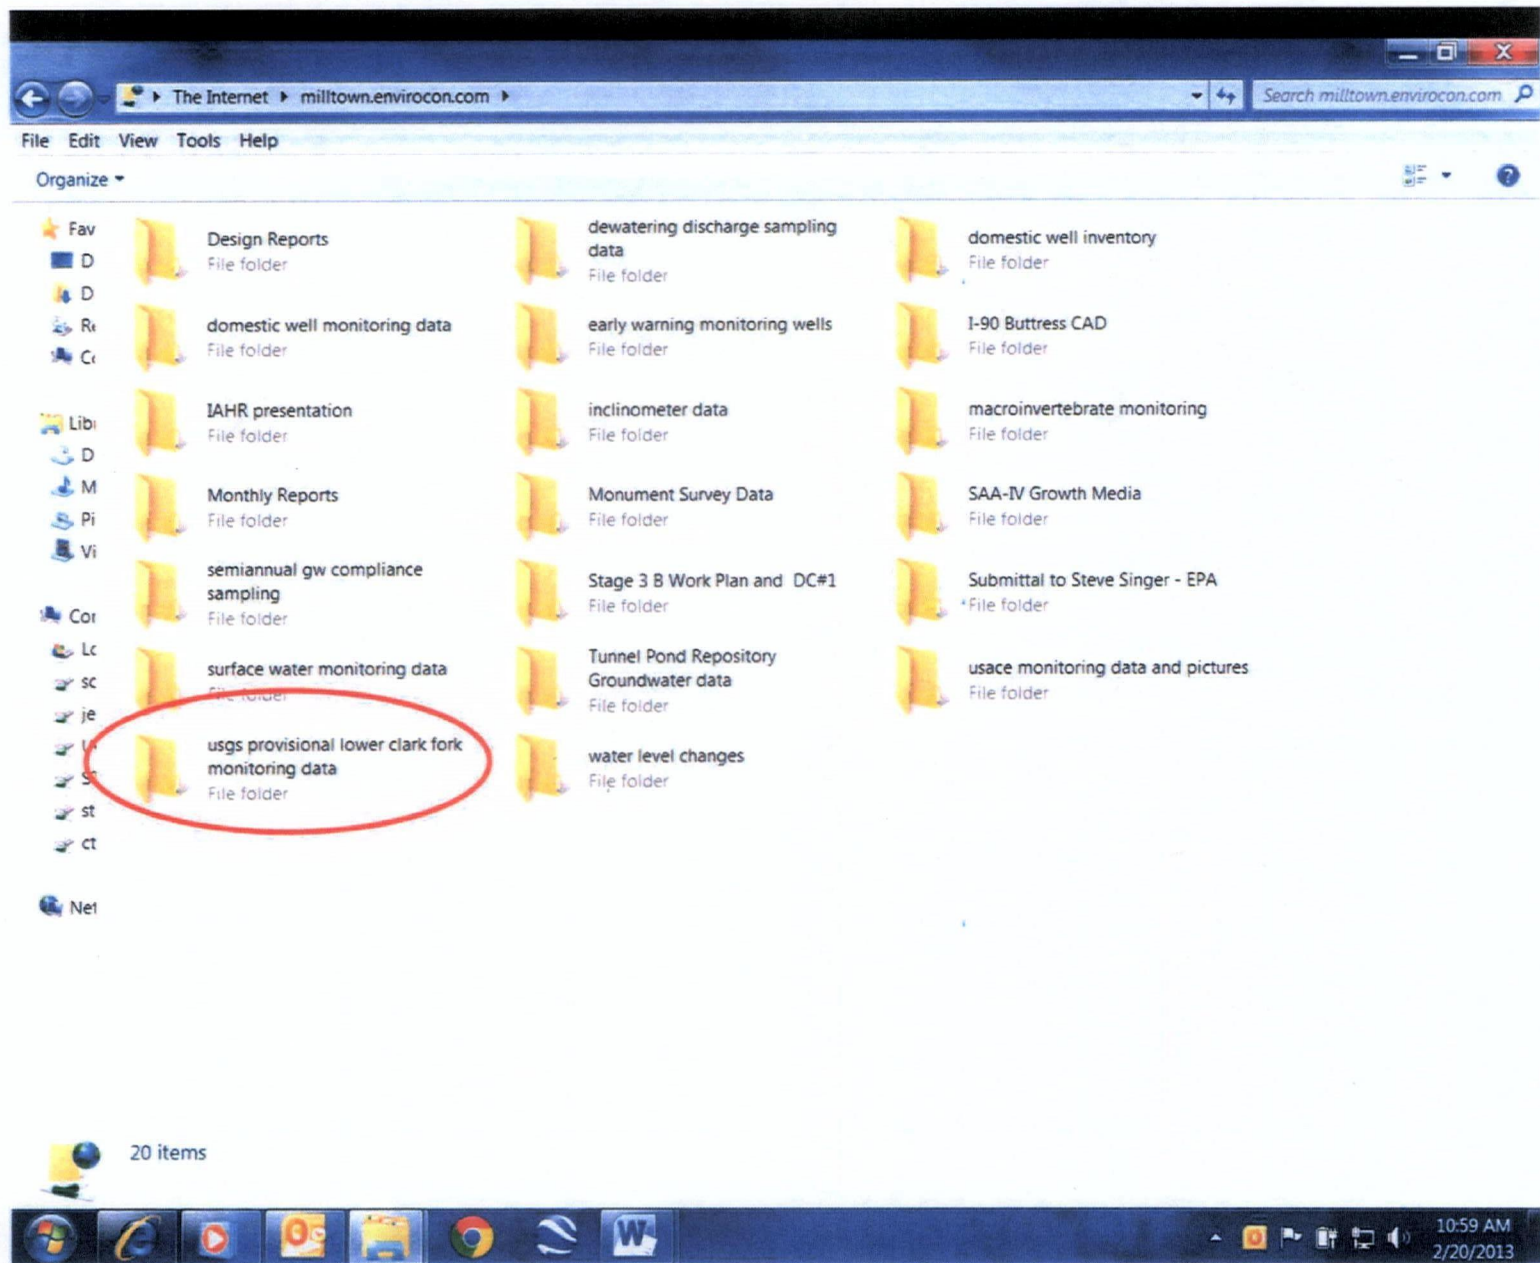 The Internet ▸ milltown.envirocon.com ▸
Search milltown.envirocon.com
File Edit View Tools Help
Organize
Fav
D
D
Re
Co
Libr
D
M
Pi
Vi
Con
Lo
sc
je
st
ct
Net
Design Reports
File folder
dewatering discharge sampling
data
File folder
domestic well inventory
File folder
domestic well monitoring data
File folder
early warning monitoring wells
File folder
I-90 Buttress CAD
File folder
IAHR presentation
File folder
inclinometer data
File folder
macroinvertebrate monitoring
File folder
Monthly Reports
File folder
Monument Survey Data
File folder
SAA-IV Growth Media
File folder
semiannual gw compliance
sampling
File folder
Stage 3 B Work Plan and DC#1
File folder
Submittal to Steve Singer - EPA
File folder
surface water monitoring data
File folder
Tunnel Pond Repository
Groundwater data
File folder
usace monitoring data and pictures
File folder
usgs provisional lower clark fork
monitoring data
File folder
water level changes
File folder
20 items
10:59 AM
2/20/2013